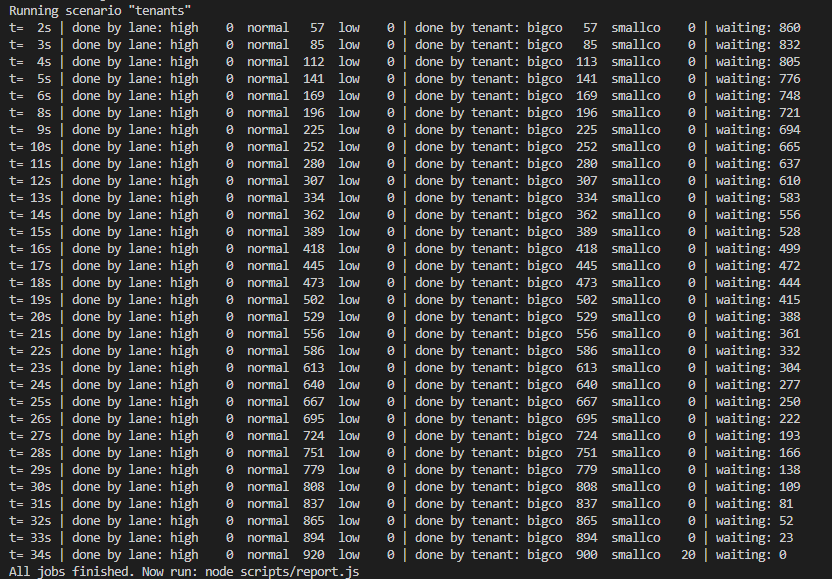 Running scenario "tenants"
t=  2s | done by lane: high    0  normal   57  low    0 | done by tenant: bigco   57  smallco    0 | waiting: 860
t=  3s | done by lane: high    0  normal   85  low    0 | done by tenant: bigco   85  smallco    0 | waiting: 832
t=  4s | done by lane: high    0  normal  112  low    0 | done by tenant: bigco  113  smallco    0 | waiting: 805
t=  5s | done by lane: high    0  normal  141  low    0 | done by tenant: bigco  141  smallco    0 | waiting: 776
t=  6s | done by lane: high    0  normal  169  low    0 | done by tenant: bigco  169  smallco    0 | waiting: 748
t=  8s | done by lane: high    0  normal  196  low    0 | done by tenant: bigco  196  smallco    0 | waiting: 721
t=  9s | done by lane: high    0  normal  225  low    0 | done by tenant: bigco  225  smallco    0 | waiting: 694
t= 10s | done by lane: high    0  normal  252  low    0 | done by tenant: bigco  252  smallco    0 | waiting: 665
t= 11s | done by lane: high    0  normal  280  low    0 | done by tenant: bigco  280  smallco    0 | waiting: 637
t= 12s | done by lane: high    0  normal  307  low    0 | done by tenant: bigco  307  smallco    0 | waiting: 610
t= 13s | done by lane: high    0  normal  334  low    0 | done by tenant: bigco  334  smallco    0 | waiting: 583
t= 14s | done by lane: high    0  normal  362  low    0 | done by tenant: bigco  362  smallco    0 | waiting: 556
t= 15s | done by lane: high    0  normal  389  low    0 | done by tenant: bigco  389  smallco    0 | waiting: 528
t= 16s | done by lane: high    0  normal  418  low    0 | done by tenant: bigco  418  smallco    0 | waiting: 499
t= 17s | done by lane: high    0  normal  445  low    0 | done by tenant: bigco  445  smallco    0 | waiting: 472
t= 18s | done by lane: high    0  normal  473  low    0 | done by tenant: bigco  473  smallco    0 | waiting: 444
t= 19s | done by lane: high    0  normal  502  low    0 | done by tenant: bigco  502  smallco    0 | waiting: 415
t= 20s | done by lane: high    0  normal  529  low    0 | done by tenant: bigco  529  smallco    0 | waiting: 388
t= 21s | done by lane: high    0  normal  556  low    0 | done by tenant: bigco  556  smallco    0 | waiting: 361
t= 22s | done by lane: high    0  normal  586  low    0 | done by tenant: bigco  586  smallco    0 | waiting: 332
t= 23s | done by lane: high    0  normal  613  low    0 | done by tenant: bigco  613  smallco    0 | waiting: 304
t= 24s | done by lane: high    0  normal  640  low    0 | done by tenant: bigco  640  smallco    0 | waiting: 277
t= 25s | done by lane: high    0  normal  667  low    0 | done by tenant: bigco  667  smallco    0 | waiting: 250
t= 26s | done by lane: high    0  normal  695  low    0 | done by tenant: bigco  695  smallco    0 | waiting: 222
t= 27s | done by lane: high    0  normal  724  low    0 | done by tenant: bigco  724  smallco    0 | waiting: 193
t= 28s | done by lane: high    0  normal  751  low    0 | done by tenant: bigco  751  smallco    0 | waiting: 166
t= 29s | done by lane: high    0  normal  779  low    0 | done by tenant: bigco  779  smallco    0 | waiting: 138
t= 30s | done by lane: high    0  normal  808  low    0 | done by tenant: bigco  808  smallco    0 | waiting: 109
t= 31s | done by lane: high    0  normal  837  low    0 | done by tenant: bigco  837  smallco    0 | waiting: 81
t= 32s | done by lane: high    0  normal  865  low    0 | done by tenant: bigco  865  smallco    0 | waiting: 52
t= 33s | done by lane: high    0  normal  894  low    0 | done by tenant: bigco  894  smallco    0 | waiting: 23
t= 34s | done by lane: high    0  normal  920  low    0 | done by tenant: bigco  900  smallco   20 | waiting: 0
All jobs finished. Now run: node scripts/report.js